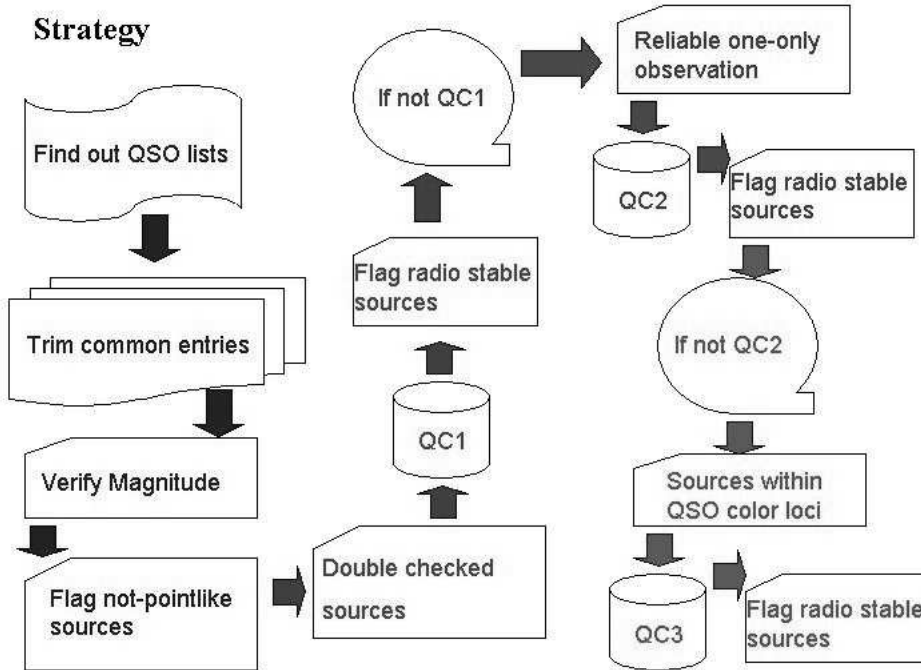 Strategy
Find out QSO lists
Trim common entries
Verify Magnitude
Flag not-pointlike
sources
Double checked
sources
QC1
Flag radio stable
sources
If not QC1
Reliable one-only
observation
QC2
Flag radio stable
sources
If not QC2
Sources within
QSO color loci
QC3
Flag radio stable
sources